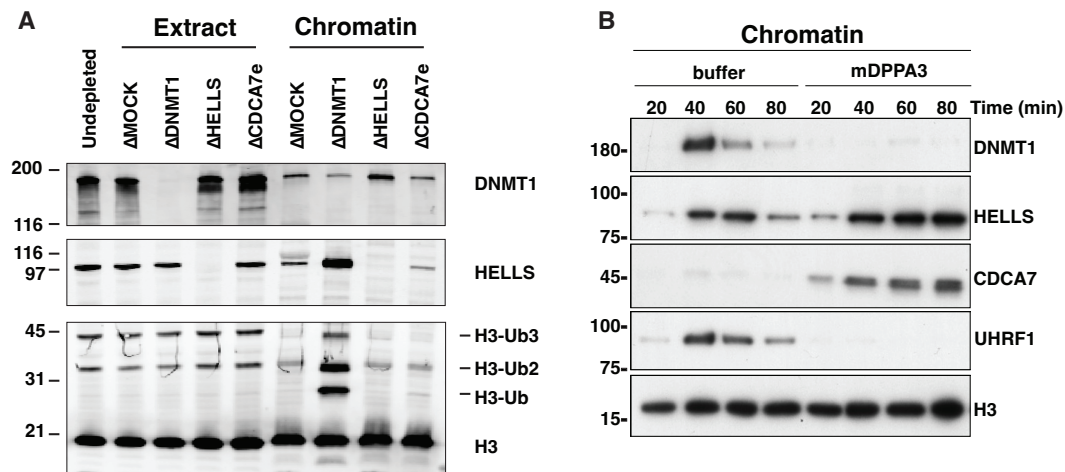 A
Extract Chromatin
Undepleted
ΔMOCK
ΔDNMT1
ΔHELLS
ΔCDCA7e
ΔMOCK
ΔDNMT1
ΔHELLS
ΔCDCA7e
200 –
DNMT1
116 –
116 –
97 –
HELLS
45 –
– H3-Ub3
– H3-Ub2
31 –
– H3-Ub
21 –
H3
B
Chromatin
buffer mDPPA3
20 40 60 80 20 40 60 80 Time (min)
180- DNMT1
100-
HELLS
75-
45- CDCA7
100-
UHRF1
75-
H3
15-